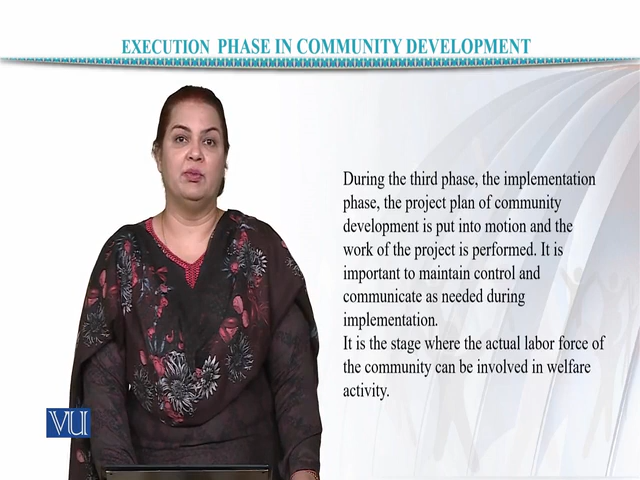 EXECUTION PHASE IN COMMUNITY DEVELOPMENT
During the third phase, the implementation
phase, the project plan of community
development is put into motion and the
work of the project is performed. It is
important to maintain control and
communicate as needed during
implementation.
It is the stage where the actual labor force of
the community can be involved in welfare
activity.
VU